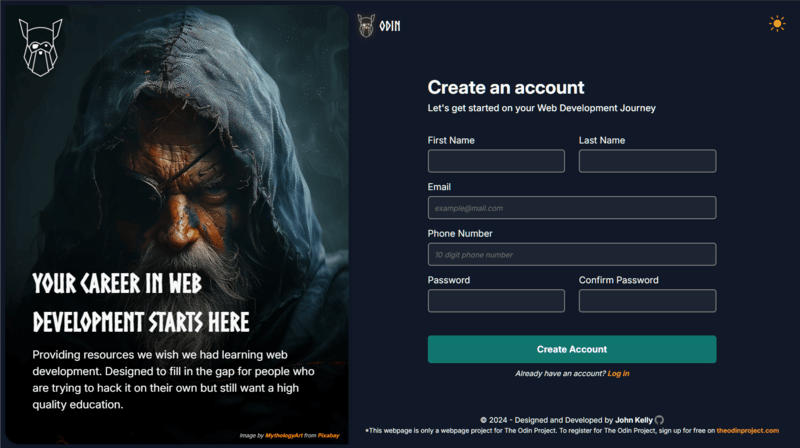 YOUR CAREER IN WEB
DEVELOPMENT STARTS HERE
Providing resources we wish we had learning web
development. Designed to fill in the gap for people who
are trying to hack it on their own but still want a high
quality education.
Image by MythologyArt from Pixabay
ODIN
Create an account
Let's get started on your Web Development Journey
First Name
Last Name
Email
example@mail.com
Phone Number
10 digit phone number
Password
Confirm Password
Create Account
Already have an account? Log in
© 2024 - Designed and Developed by John Kelly
*This webpage is only a webpage project for The Odin Project. To register for The Odin Project, sign up for free on theodinproject.com